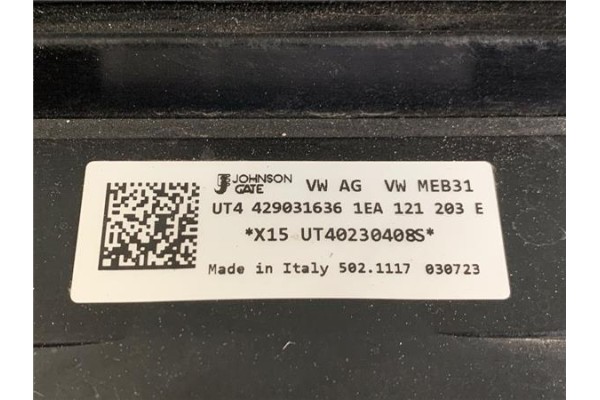 JOHNSON GATE VW AG VW MEB31
UT4 429031636 1EA 121 203 E
*X15 UT40230408S*
Made in Italy 502.1117 030723